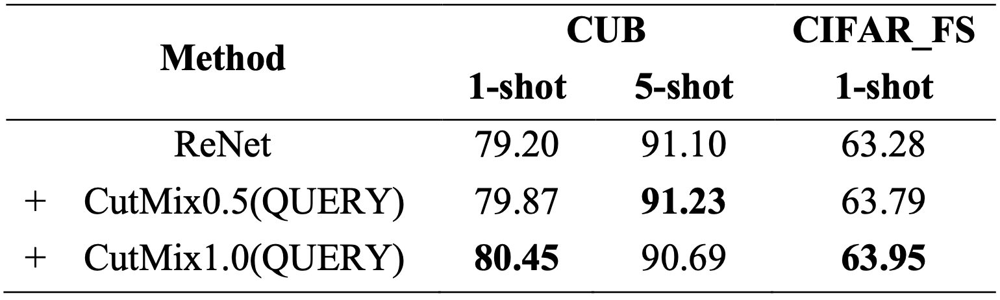 Method CUB CIFAR_FS
1-shot 5-shot 1-shot
ReNet 79.20 91.10 63.28
+ CutMix0.5(QUERY) 79.87 91.23 63.79
+ CutMix1.0(QUERY) 80.45 90.69 63.95